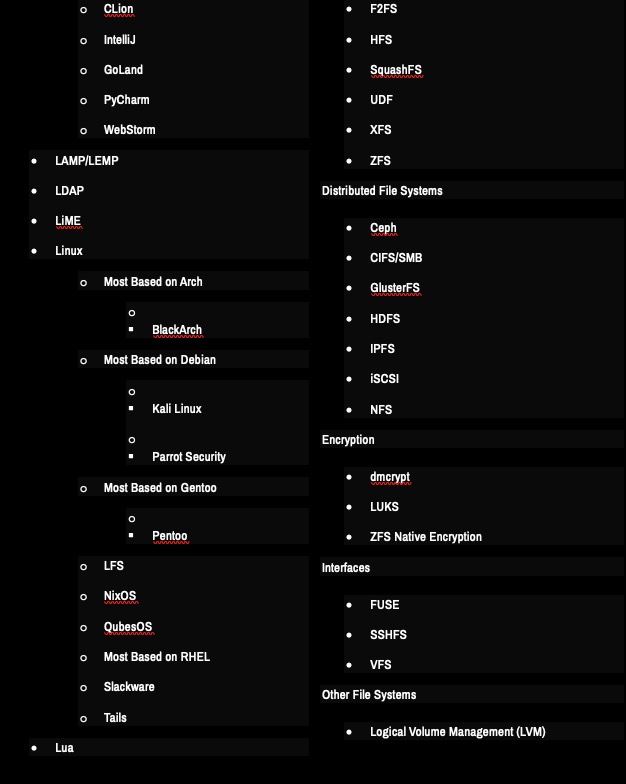 CLion
IntelliJ
GoLand
PyCharm
WebStorm
LAMP/LEMP
LDAP
LiME
Linux
Most Based on Arch
BlackArch
Most Based on Debian
Kali Linux
Parrot Security
Most Based on Gentoo
Pentoo
LFS
NixOS
QubesOS
Most Based on RHEL
Slackware
Tails
Lua
F2FS
HFS
SquashFS
UDF
XFS
ZFS
Distributed File Systems
Ceph
CIFS/SMB
GlusterFS
HDFS
IPFS
iSCSI
NFS
Encryption
dmcrypt
LUKS
ZFS Native Encryption
Interfaces
FUSE
SSHFS
VFS
Other File Systems
Logical Volume Management (LVM)